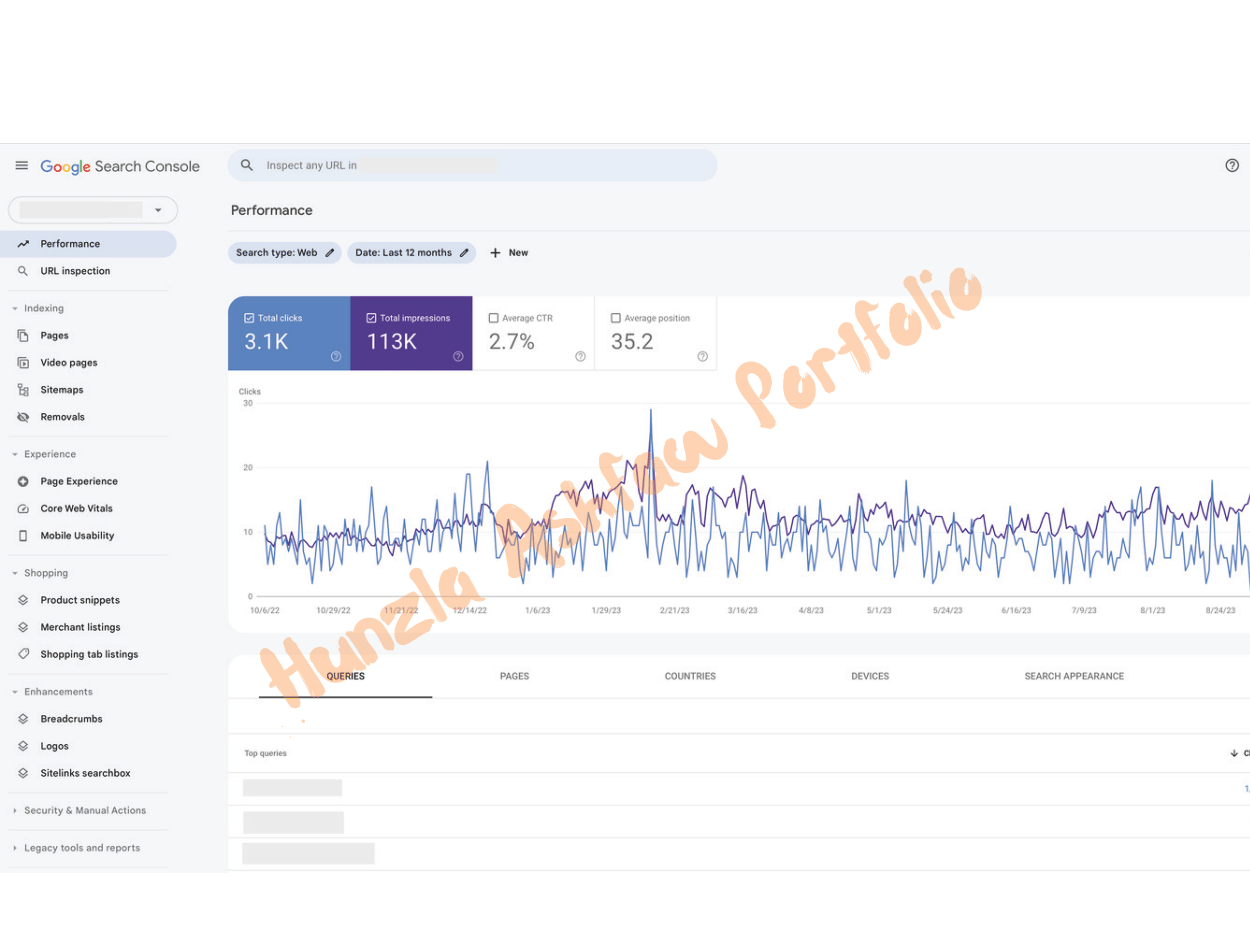 Google Search Console
Inspect any URL in
Performance
URL inspection
Indexing
Pages
Video pages
Sitemaps
Removals
Experience
Page Experience
Core Web Vitals
Mobile Usability
Shopping
Product snippets
Merchant listings
Shopping tab listings
Enhancements
Breadcrumbs
Logos
Sitelinks searchbox
Security & Manual Actions
Legacy tools and reports
Performance
Search type: Web Date: Last 12 months + New
Total clicks Total impressions Average CTR Average position
3.1K 113K 2.7% 35.2
Clicks
30
20
10
0
10/6/22 10/29/22 11/21/22 12/14/22 1/6/23 1/29/23 2/21/23 3/16/23 4/8/23 5/1/23 5/24/23 6/16/23 7/9/23 8/1/23 8/24/23
Hunzla Ashfaq Portfolio
QUERIES PAGES COUNTRIES DEVICES SEARCH APPEARANCE
Top queries